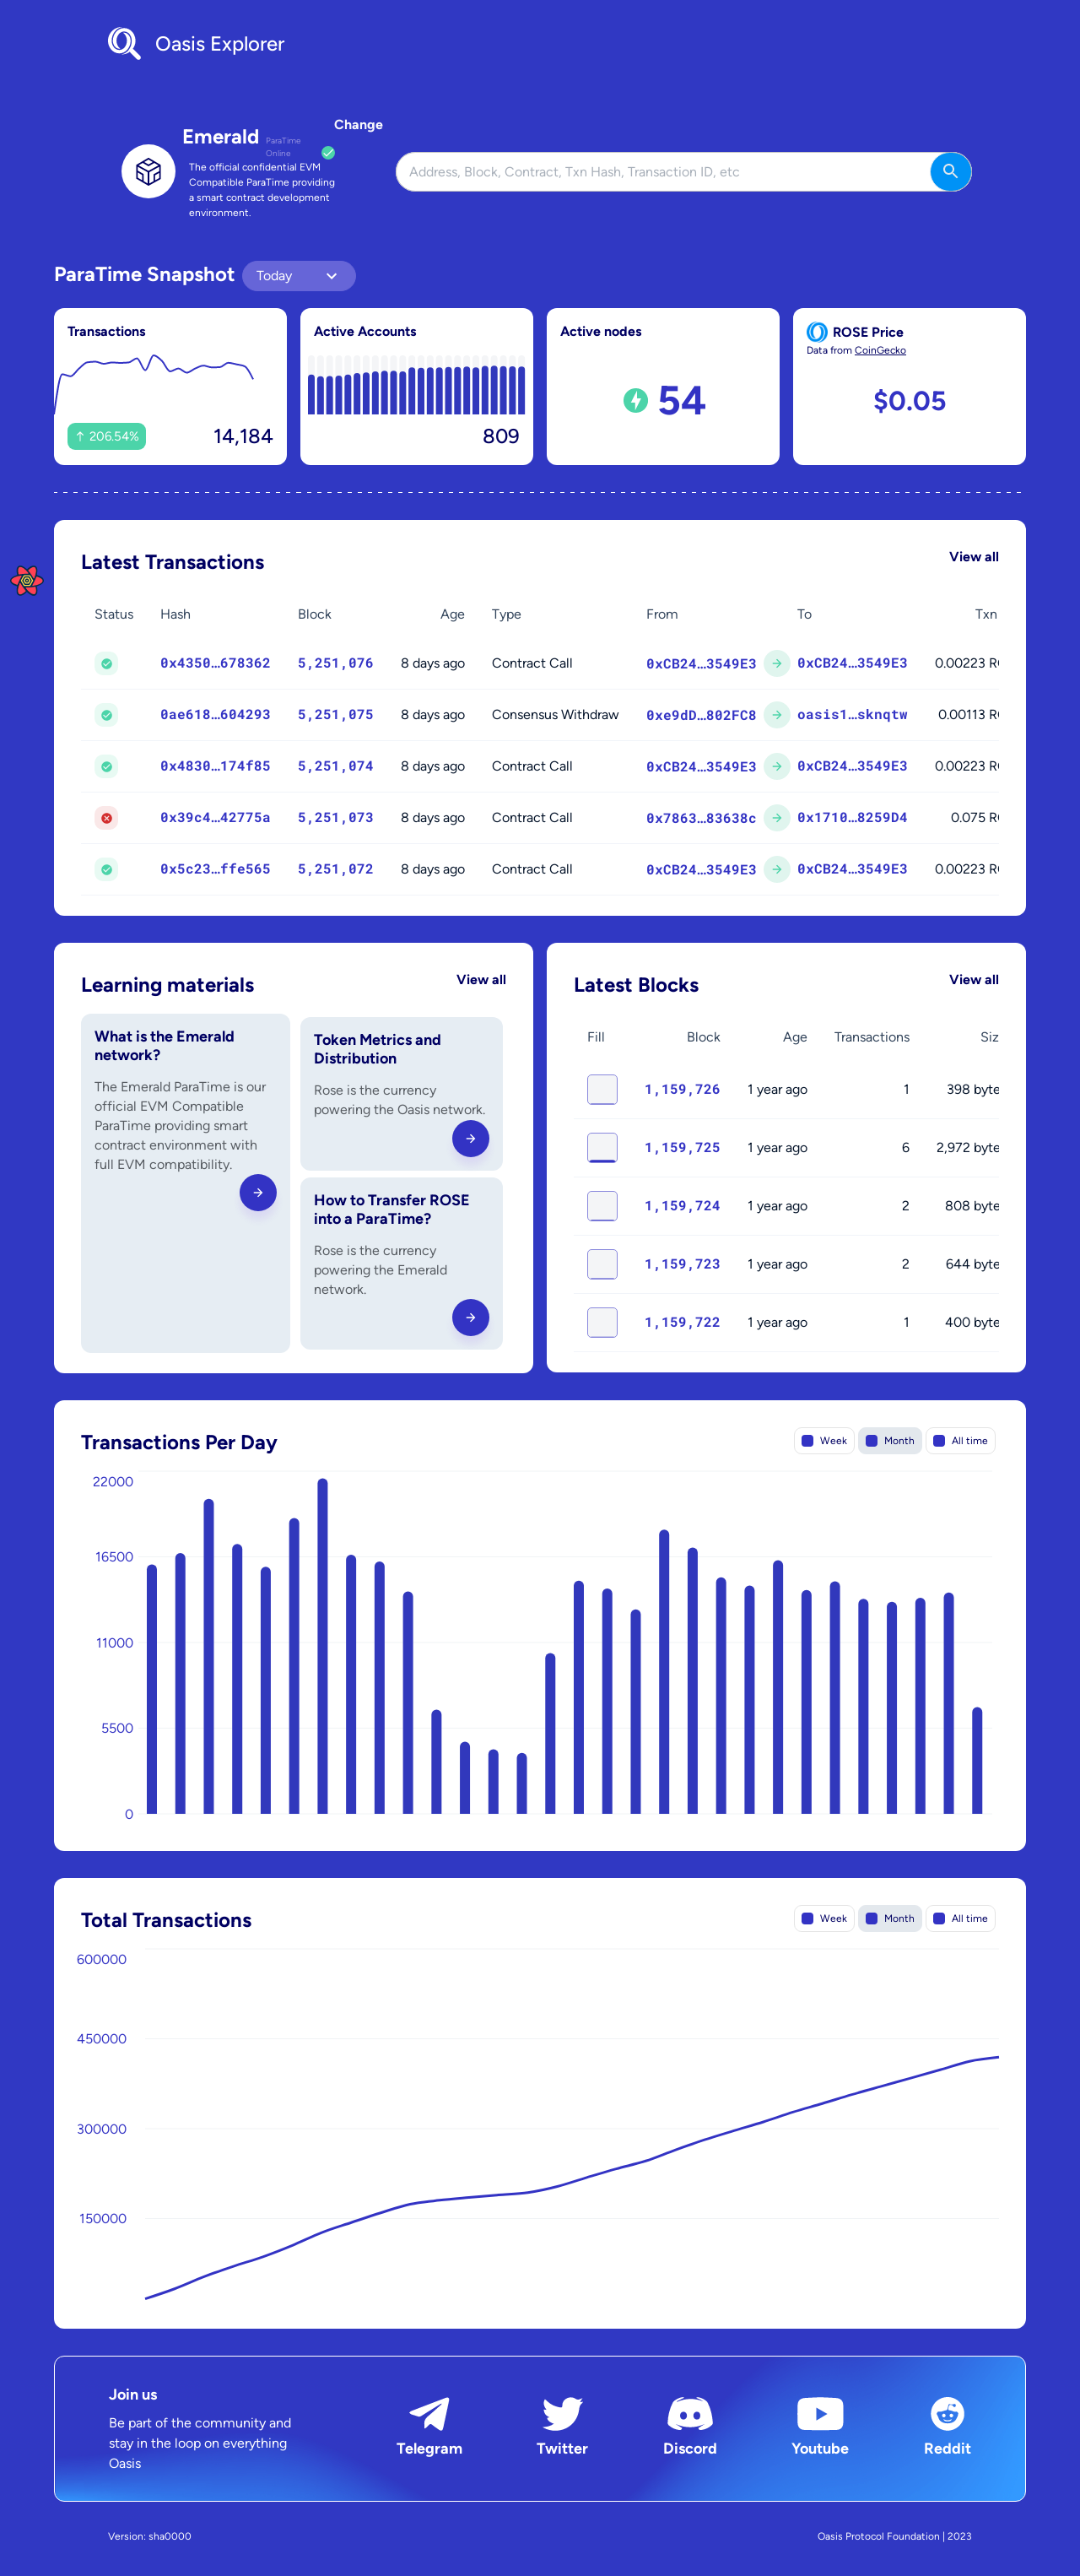 Oasis Explorer
Emerald ParaTime
Online
Change
The official confidential EVM
Compatible ParaTime providing
a smart contract development
environment.
Address, Block, Contract, Txn Hash, Transaction ID, etc
ParaTime Snapshot Today
Transactions
206.54% 14,184
Active Accounts
809
Active nodes
54
ROSE Price
Data from CoinGecko
$0.05
Latest Transactions View all
Status Hash Block Age Type From To Txn
0x4350…678362 5,251,076 8 days ago Contract Call 0xCB24…3549E3 0xCB24…3549E3 0.00223
0ae618…604293 5,251,075 8 days ago Consensus Withdraw 0xe9dD…802FC8 oasis1…sknqtw 0.00113
0x4830…174f85 5,251,074 8 days ago Contract Call 0xCB24…3549E3 0xCB24…3549E3 0.00223
0x39c4…42775a 5,251,073 8 days ago Contract Call 0x7863…83638c 0x1710…8259D4 0.075
0x5c23…ffe565 5,251,072 8 days ago Contract Call 0xCB24…3549E3 0xCB24…3549E3 0.00223
Learning materials View all
What is the Emerald
network?
The Emerald ParaTime is our
official EVM Compatible
ParaTime providing smart
contract environment with
full EVM compatibility.
Token Metrics and
Distribution
Rose is the currency
powering the Oasis network.
How to Transfer ROSE
into a ParaTime?
Rose is the currency
powering the Emerald
network.
Latest Blocks View all
Fill Block Age Transactions Siz
1,159,726 1 year ago 1 398 byte
1,159,725 1 year ago 6 2,972 byte
1,159,724 1 year ago 2 808 byte
1,159,723 1 year ago 2 644 byte
1,159,722 1 year ago 1 400 byte
Transactions Per Day Week Month All time
22000
16500
11000
5500
0
Total Transactions Week Month All time
600000
450000
300000
150000
Join us
Be part of the community and
stay in the loop on everything
Oasis
Telegram Twitter Discord Youtube Reddit
Version: sha0000 Oasis Protocol Foundation | 2023